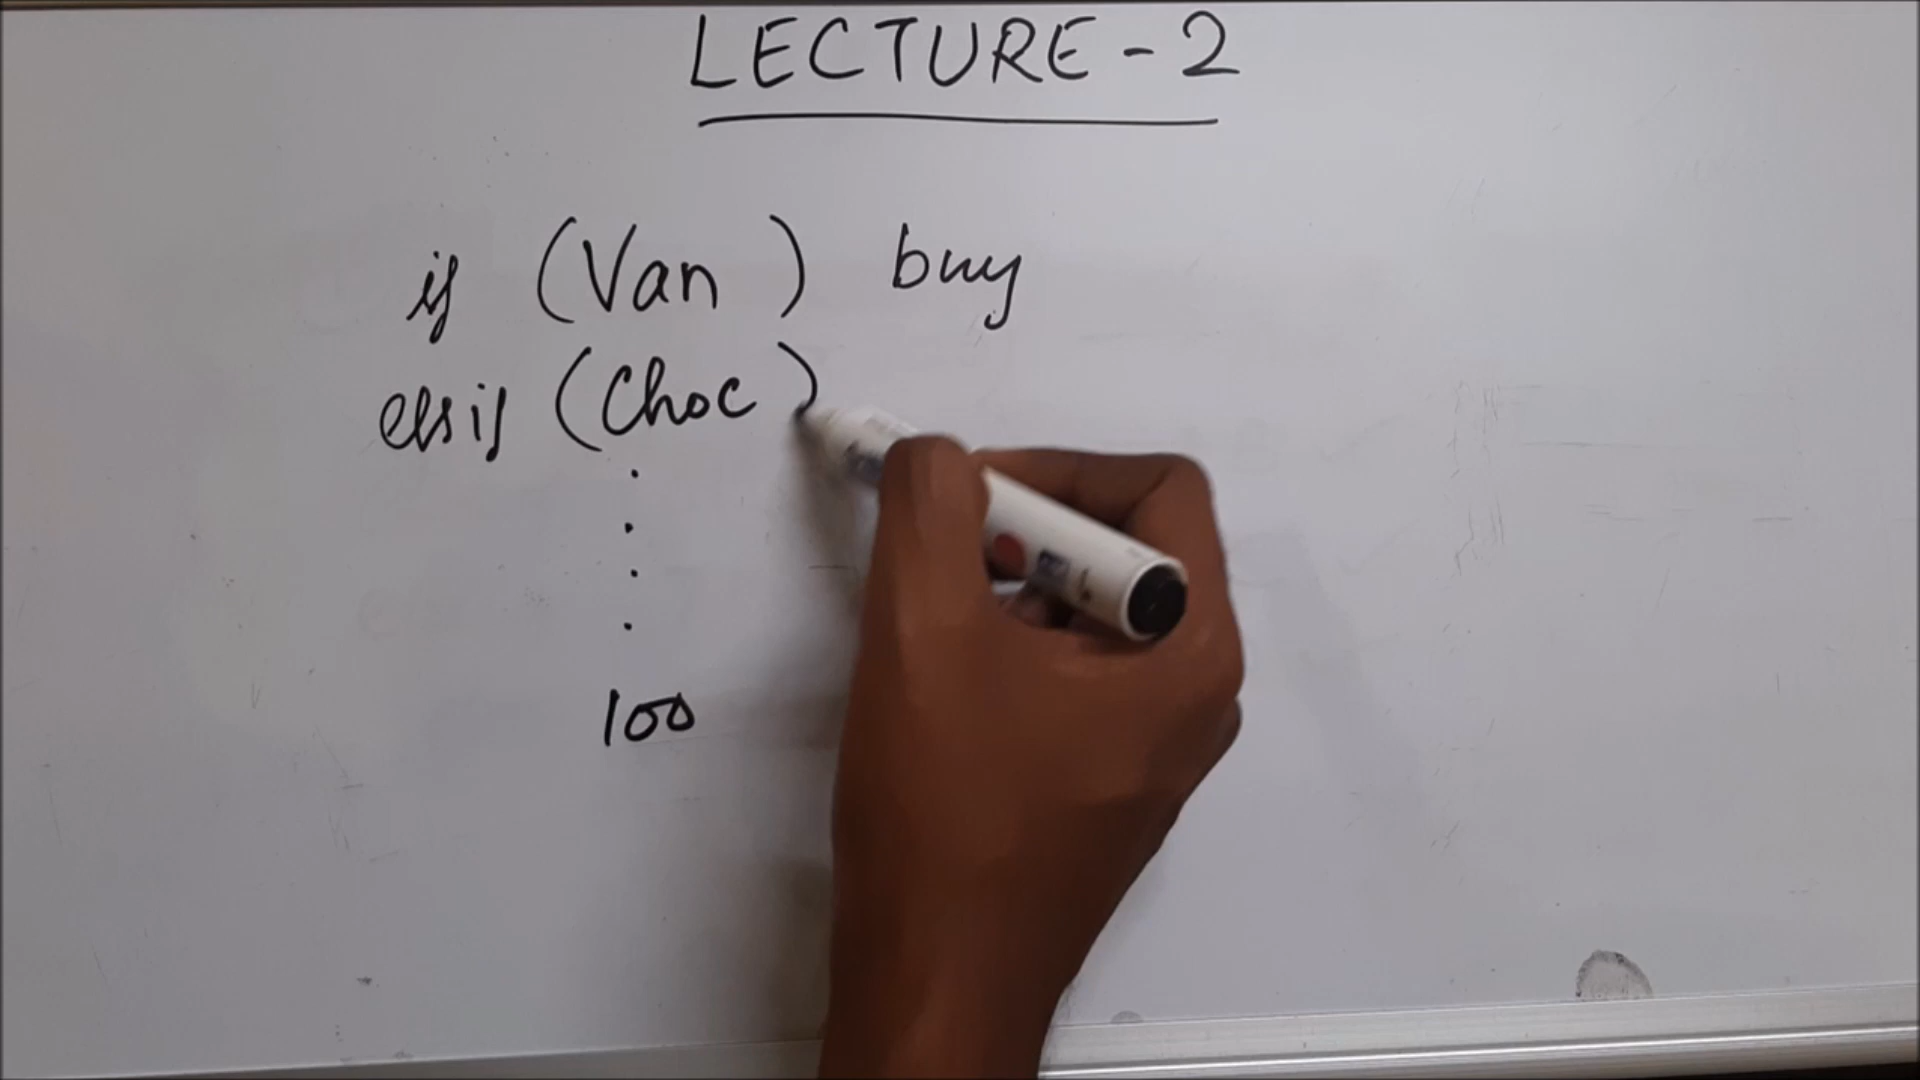 LECTURE - 2
if (Van ) buy
elsif (Choc )
.
.
.
.
100